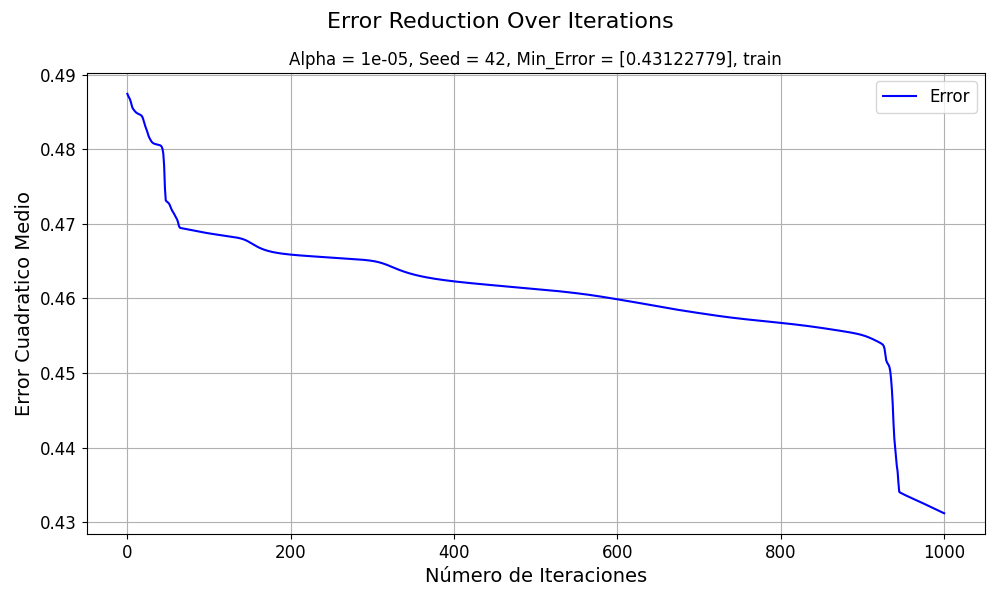 Error Reduction Over Iterations
Alpha = 1e-05, Seed = 42, Min_Error = [0.43122779], train
Error
0.49
0.48
0.47
0.46
0.45
0.44
0.43
Error Cuadratico Medio
0
200
400
600
800
1000
Número de Iteraciones